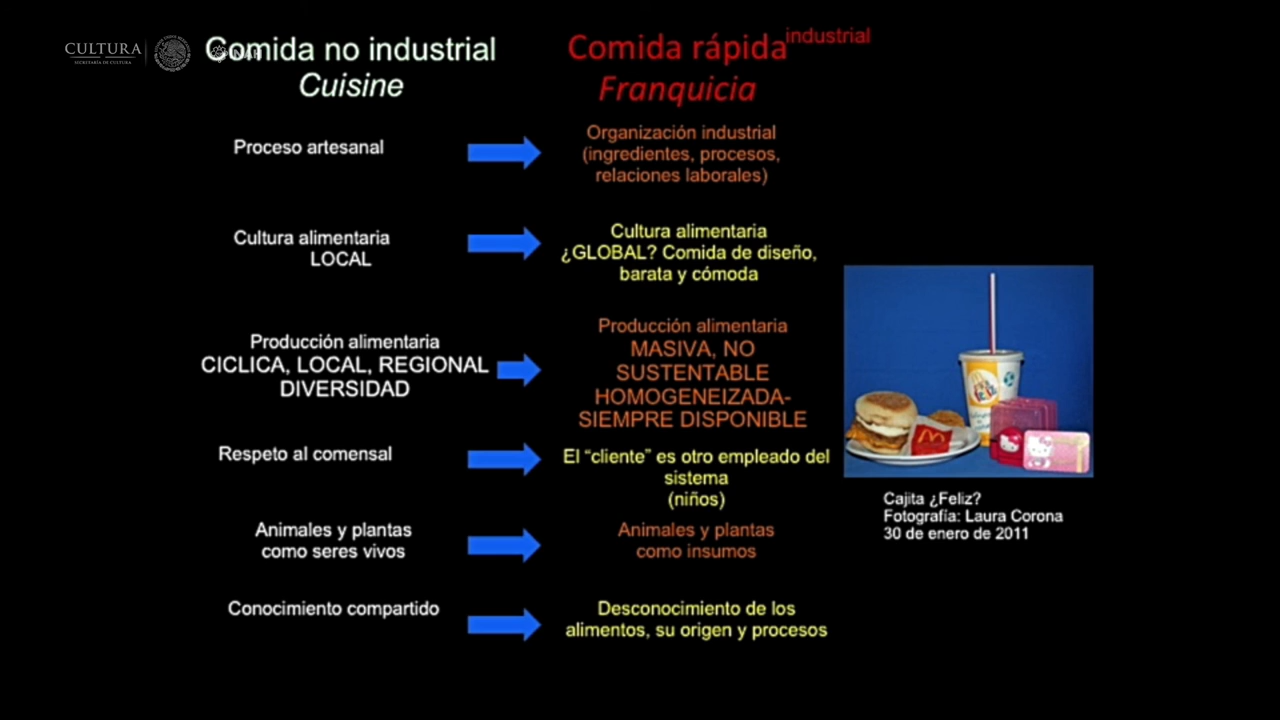 CULTURA
SECRETARÍA DE CULTURA
Comida no industrial
Cuisine
Comida rápida industrial
Franquicia
Proceso artesanal
Organización industrial
(ingredientes, procesos,
relaciones laborales)
Cultura alimentaria
LOCAL
Cultura alimentaria
¿GLOBAL? Comida de diseño,
barata y cómoda
Producción alimentaria
CICLICA, LOCAL, REGIONAL
DIVERSIDAD
Producción alimentaria
MASIVA, NO
SUSTENTABLE
HOMOGENEIZADA-
SIEMPRE DISPONIBLE
Respeto al comensal
El “cliente” es otro empleado del
sistema
(niños)
Animales y plantas
como seres vivos
Animales y plantas
como insumos
Conocimiento compartido
Desconocimiento de los
alimentos, su origen y procesos
Cajita ¿Feliz?
Fotografía: Laura Corona
30 de enero de 2011